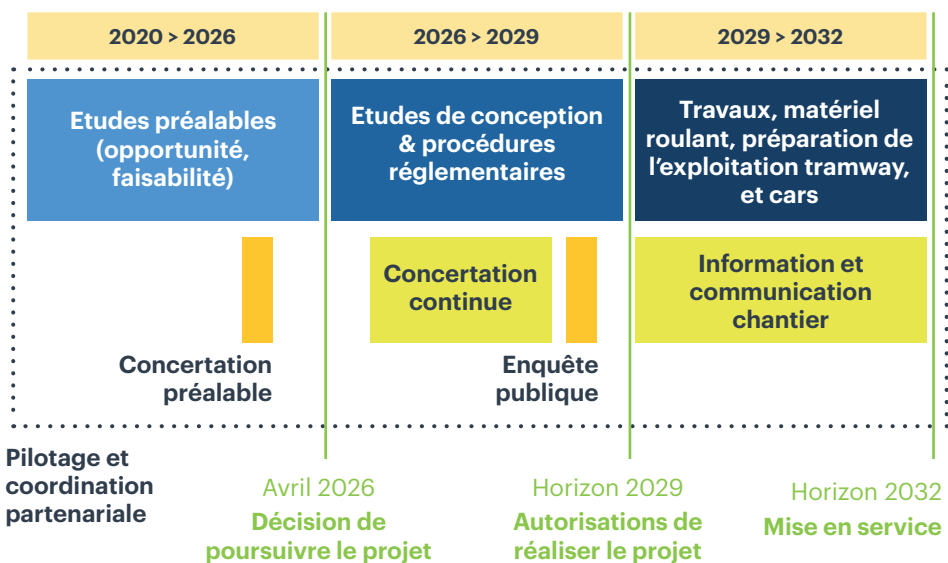 2020 > 2026
2026 > 2029
2029 > 2032
Etudes préalables
(opportunité,
faisabilité)
Etudes de conception
& procédures
réglementaires
Travaux, matériel
roulant, préparation de
l'exploitation tramway,
et cars
Concertation
préalable
Concertation
continue
Enquête
publique
Information et
communication
chantier
Pilotage et
coordination
partenariale
Avril 2026
Décision de
poursuivre le projet
Horizon 2029
Autorisations de
réaliser le projet
Horizon 2032
Mise en service